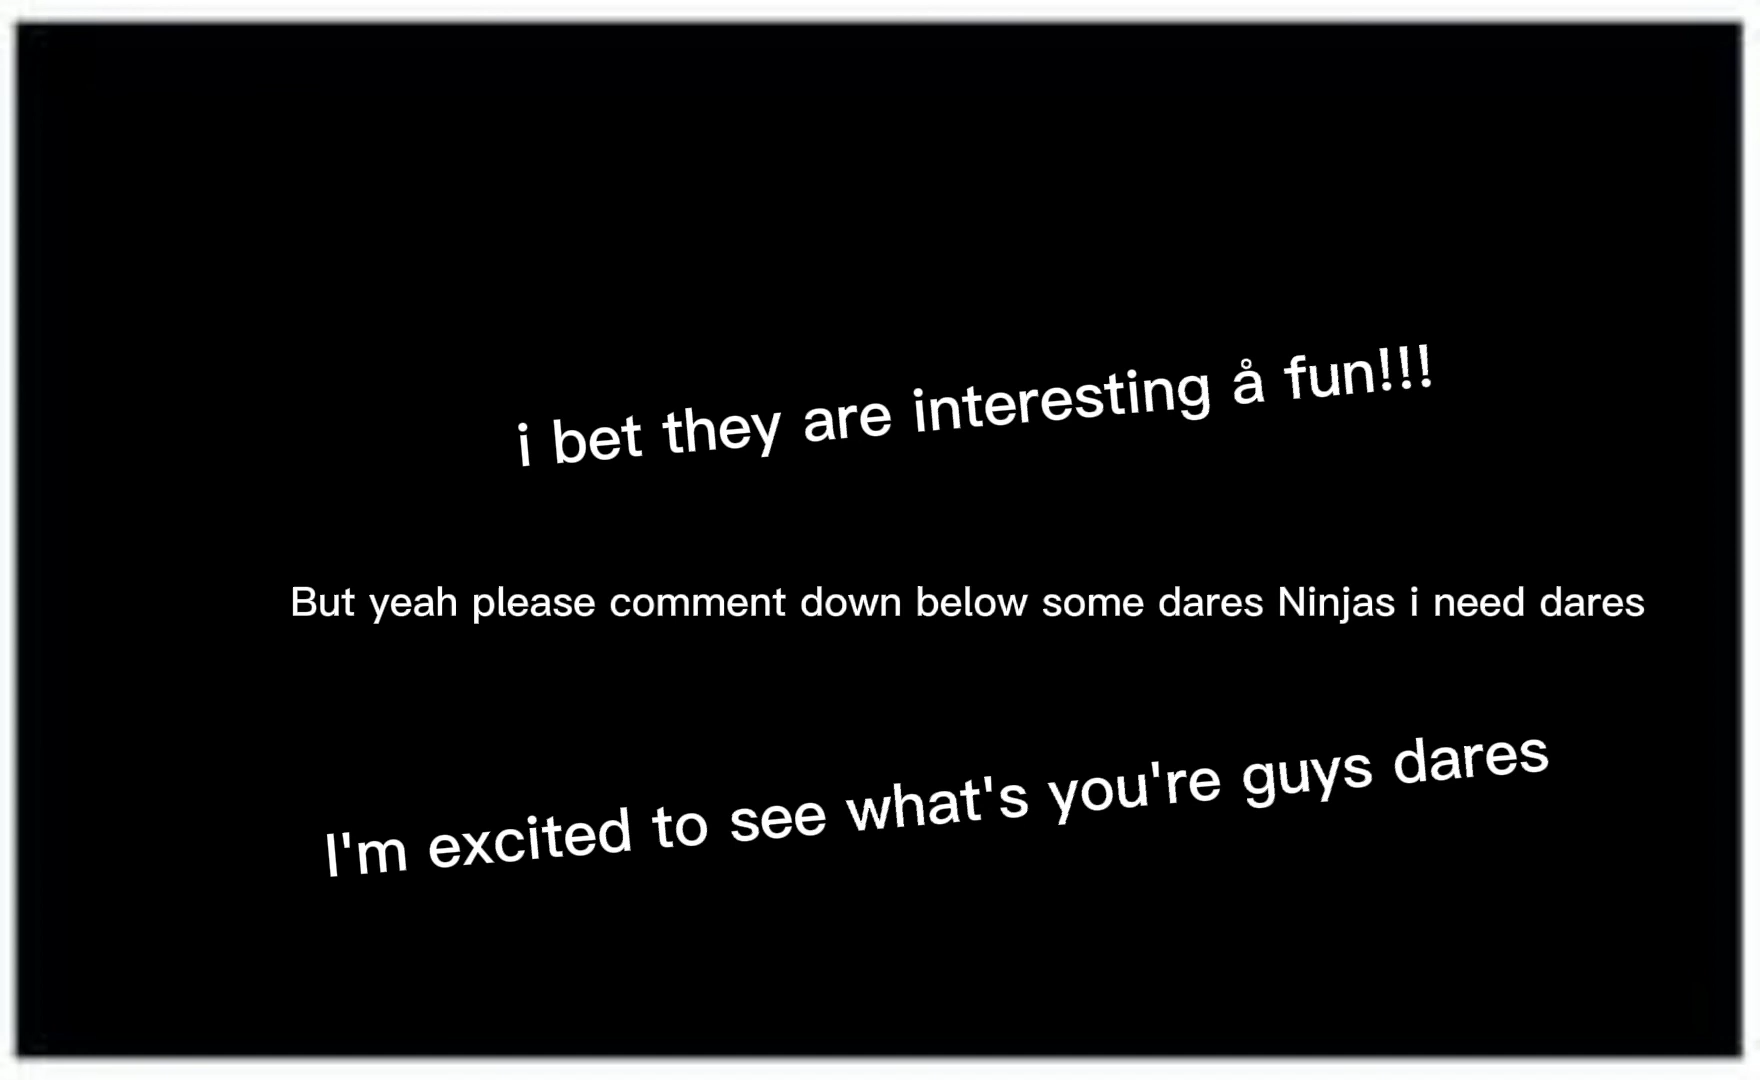 i bet they are interesting å fun!!!
But yeah please comment down below some dares Ninjas i need dares
I'm excited to see what's you're guys dares